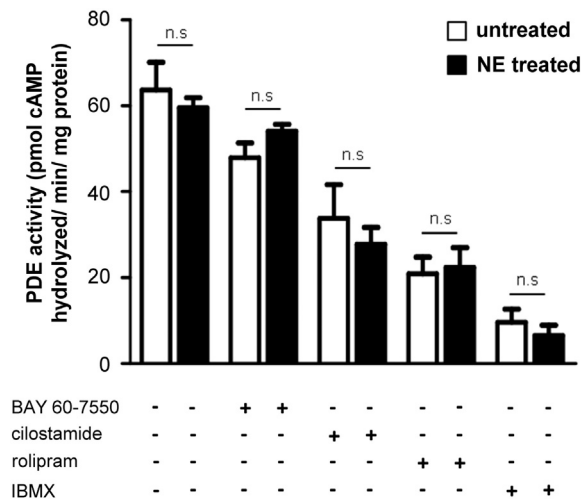 80
60
40
20
0
PDE activity (pmol cAMP
hydrolyzed/ min/ mg protein)
untreated
NE treated
n.s
n.s
n.s
n.s
n.s
BAY 60-7550 - - + + - - - - - -
cilostamide - - - - + + - - - -
rolipram - - - - - - + + - -
IBMX - - - - - - - - + +